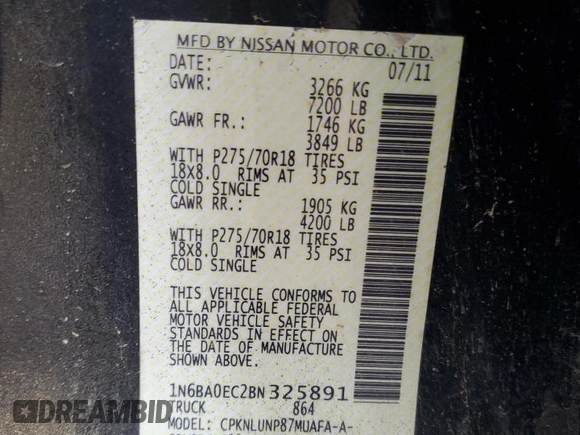 MFD BY NISSAN MOTOR CO., LTD.
DATE: 07/11
GVWR: 3266 KG
7200 LB
GAWR FR.: 1746 KG
3849 LB
WITH P275/70R18 TIRES
18X8.0 RIMS AT 35 PSI
COLD SINGLE
GAWR RR.: 1905 KG
4200 LB
WITH P275/70R18 TIRES
18X8.0 RIMS AT 35 PSI
COLD SINGLE
THIS VEHICLE CONFORMS TO
ALL APPLICABLE FEDERAL
MOTOR VEHICLE SAFETY
STANDARDS IN EFFECT ON
THE DATE OF MANUFACTURE
SHOWN ABOVE.
1N6BA0EC2BN325891
TRUCK 864
MODEL: CPKNLUNP87MUAFA-A-
DREAMBID
.COM